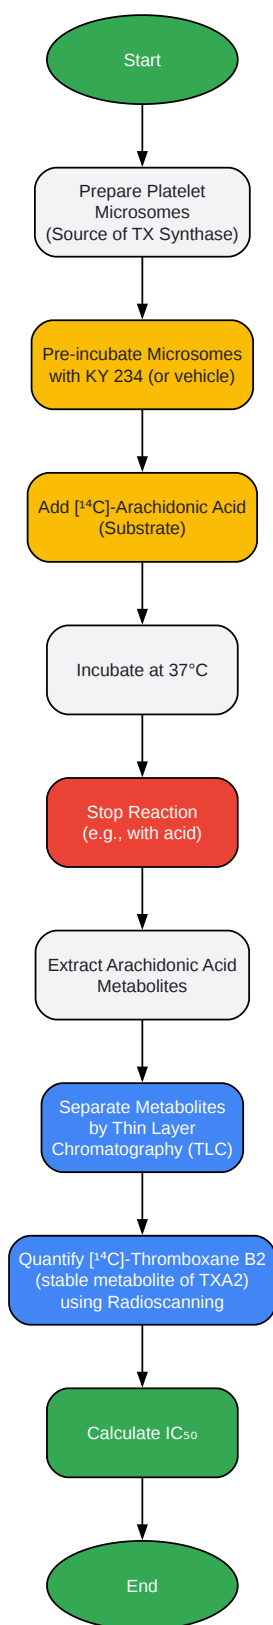 Start
Prepare Platelet
Microsomes
(Source of TX Synthase)
Pre-incubate Microsomes
with KY 234 (or vehicle)
Add [¹⁴C]-Arachidonic Acid
(Substrate)
Incubate at 37°C
Stop Reaction
(e.g., with acid)
Extract Arachidonic Acid
Metabolites
Separate Metabolites
by Thin Layer
Chromatography (TLC)
Quantify [¹⁴C]-Thromboxane B2
(stable metabolite of TXA2)
using Radioscanning
Calculate IC₅₀
End